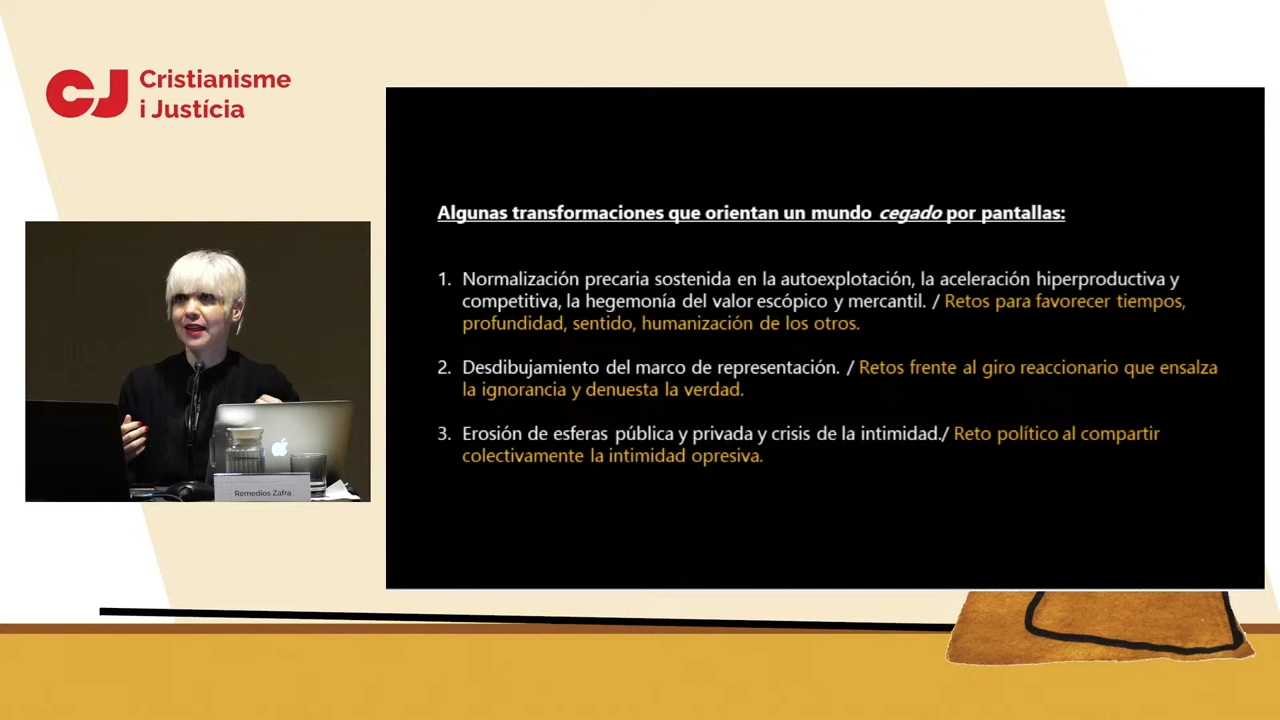 CJ Cristianisme
i Justícia
Algunas transformaciones que orientan un mundo cegado por pantallas:
1. Normalización precaria sostenida en la autoexplotación, la aceleración hiperproductiva y
competitiva, la hegemonía del valor escópico y mercantil. / Retos para favorecer tiempos,
profundidad, sentido, humanización de los otros.
2. Desdibujamiento del marco de representación. / Retos frente al giro reaccionario que ensalza
la ignorancia y denuesta la verdad.
3. Erosión de esferas pública y privada y crisis de la intimidad./ Reto político al compartir
colectivamente la intimidad opresiva.
Remedios Zafra